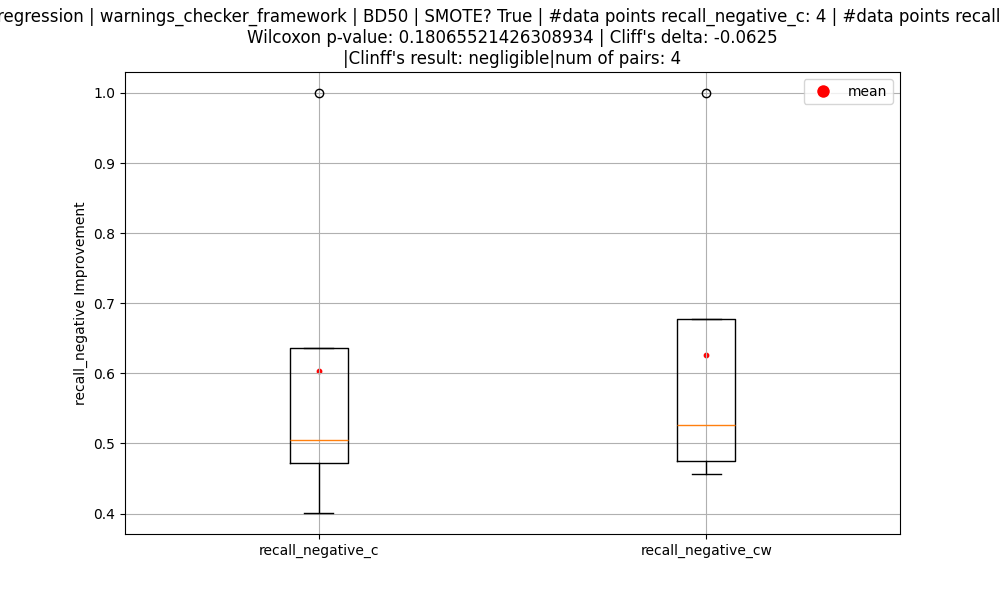 regression | warnings_checker_framework | BD50 | SMOTE? True | #data points recall_negative_c: 4 | #data points recall
Wilcoxon p-value: 0.18065521426308934 | Cliff's delta: -0.0625
|Clinff's result: negligible|num of pairs: 4
mean
1.0
0.9
0.8
0.7
0.6
0.5
0.4
recall_negative Improvement
recall_negative_c
recall_negative_cw